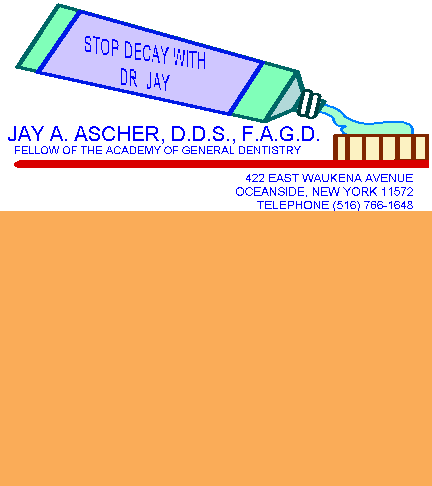 STOP DECAY WITH
DR JAY
JAY A. ASCHER, D.D.S., F.A.G.D.
FELLOW OF THE ACADEMY OF GENERAL DENTISTRY
422 EAST WAUKENA AVENUE
OCEANSIDE, NEW YORK 11572
TELEPHONE (516) 766-1648